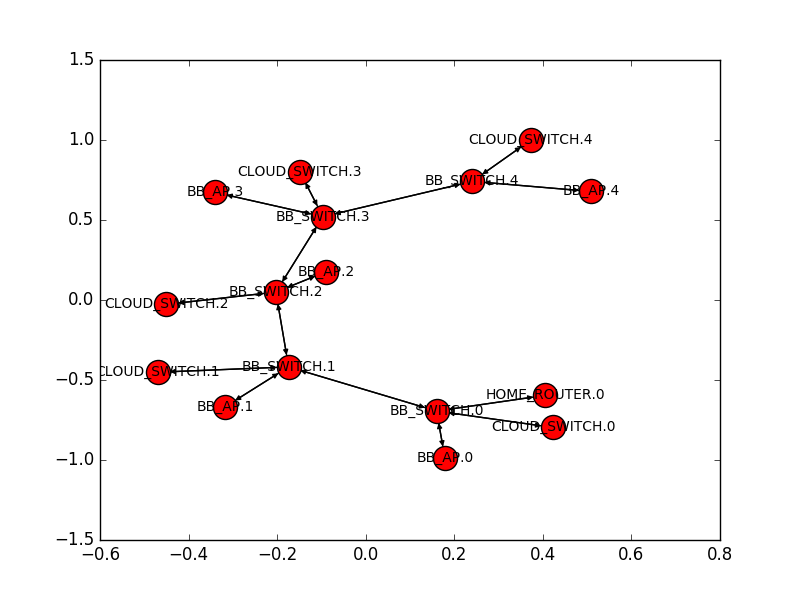 1.5
1.0
0.5
0.0
−0.5
−1.0
−1.5
−0.6
−0.4
−0.2
0.0
0.2
0.4
0.6
0.8
CLOUD_SWITCH.4
CLOUD_SWITCH.3
BB_SWITCH.4
BB_AP.3
BB_AP.4
BB_SWITCH.3
BB_AP.2
BB_SWITCH.2
CLOUD_SWITCH.2
BB_SWITCH.1
CLOUD_SWITCH.1
HOME_ROUTER.0
BB_AP.1
BB_SWITCH.0
CLOUD_SWITCH.0
BB_AP.0